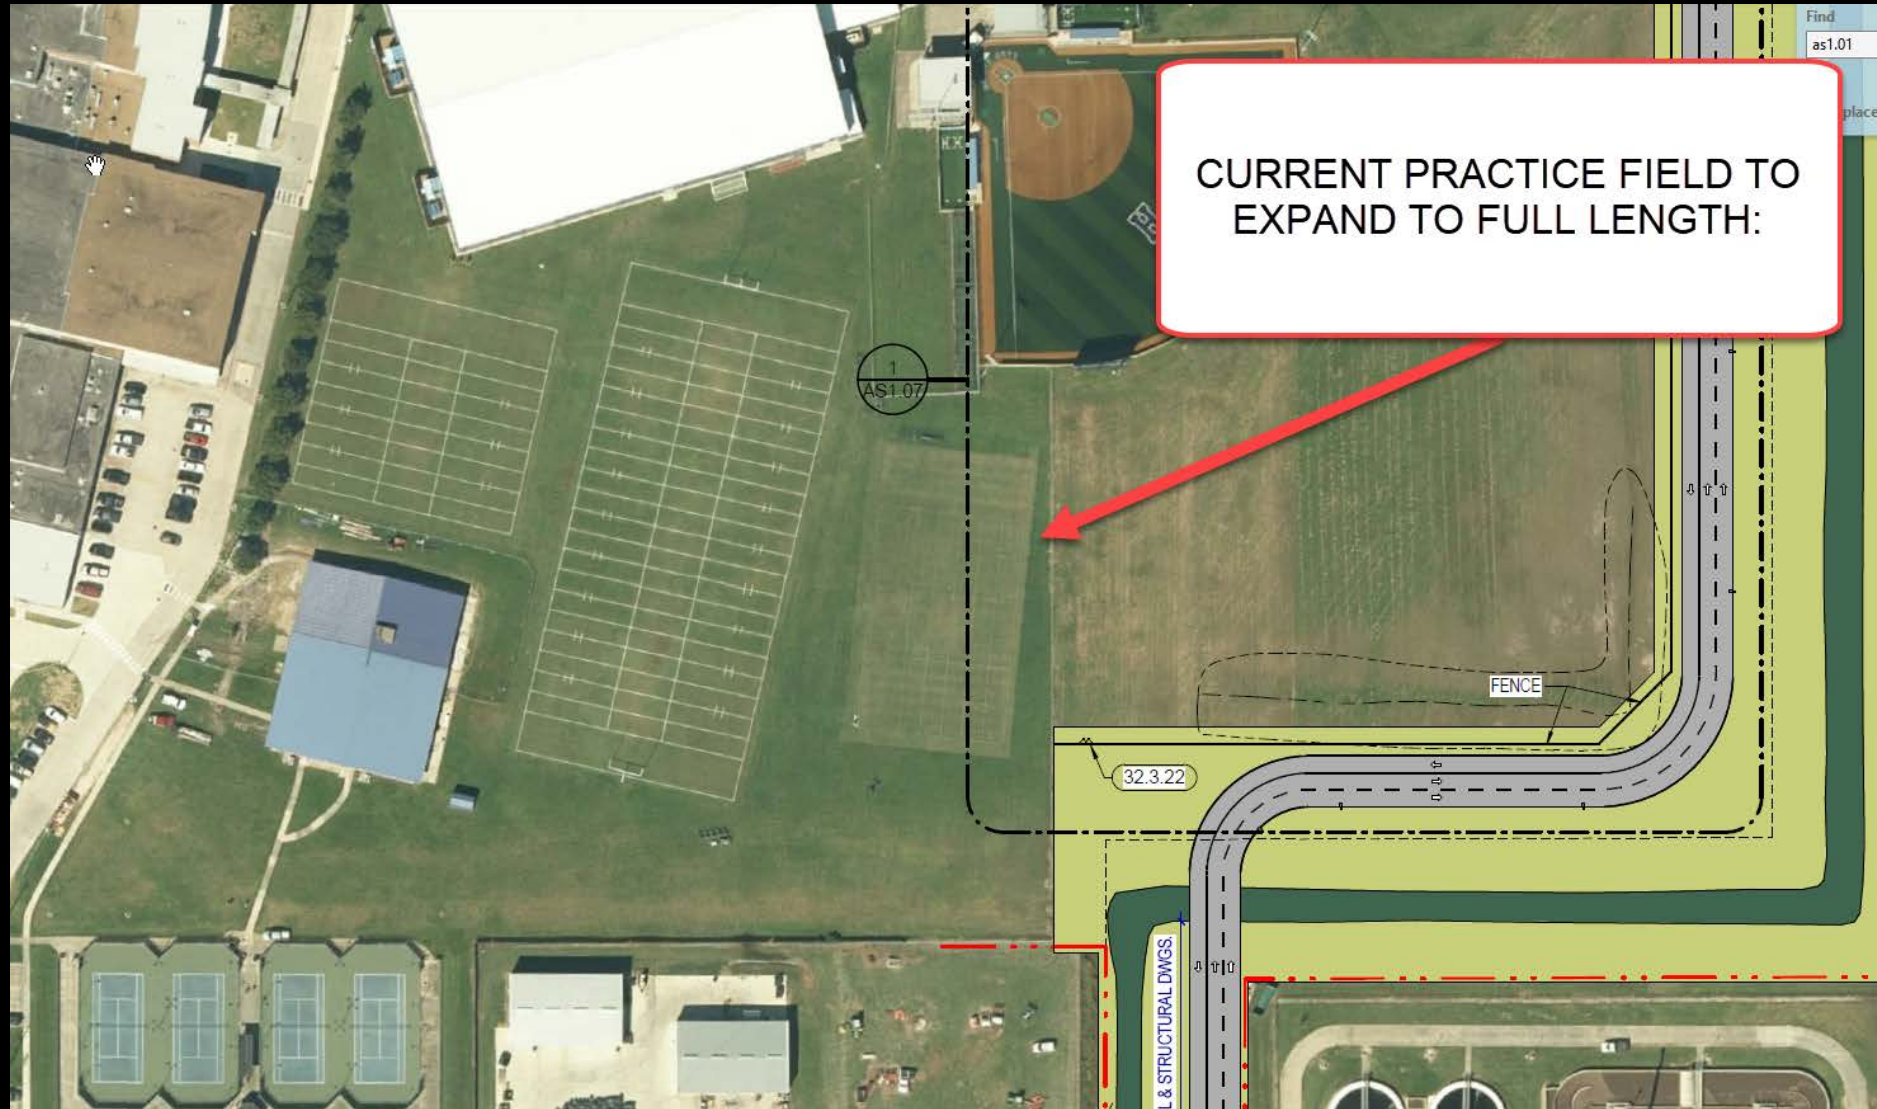 Find
as1.01
place
CURRENT PRACTICE FIELD TO
EXPAND TO FULL LENGTH:
1
AS1.07
FENCE
32.3.22
L & STRUCTURAL DWGS.